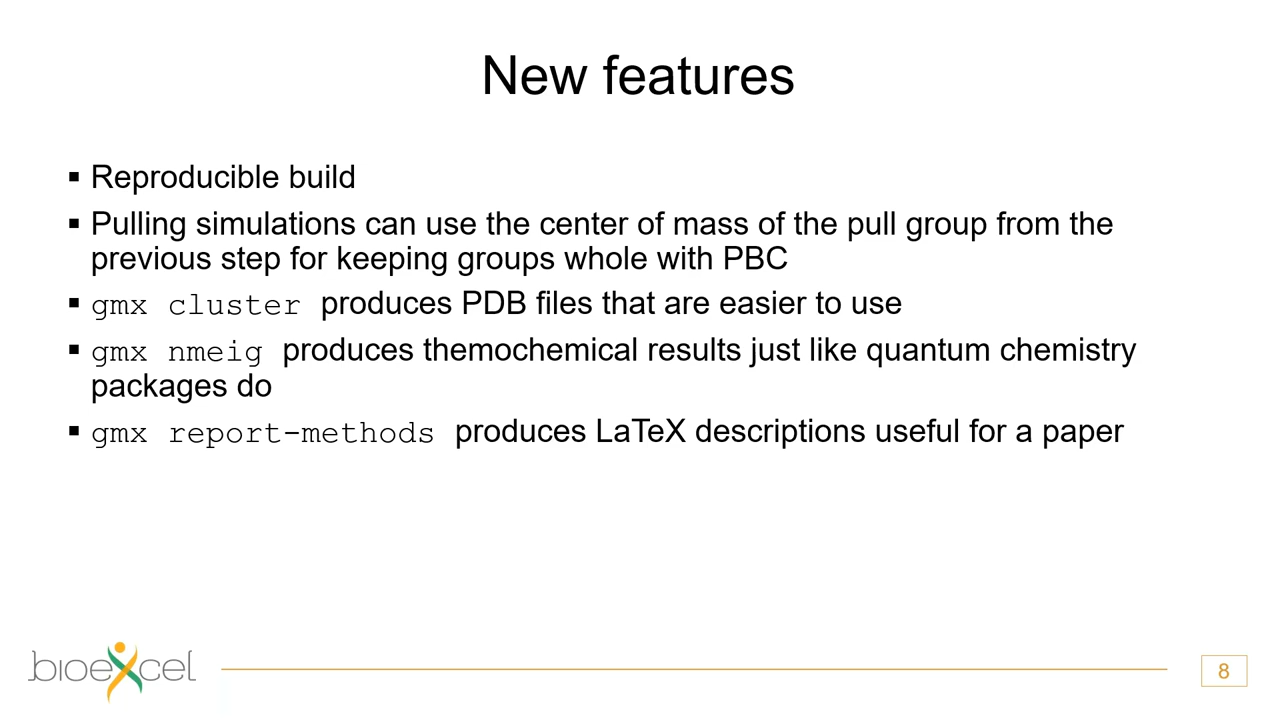 New features
▪ Reproducible build
▪ Pulling simulations can use the center of mass of the pull group from the
previous step for keeping groups whole with PBC
▪ gmx cluster produces PDB files that are easier to use
▪ gmx nmeig produces themochemical results just like quantum chemistry
packages do
▪ gmx report-methods produces LaTeX descriptions useful for a paper
bioexcel
8